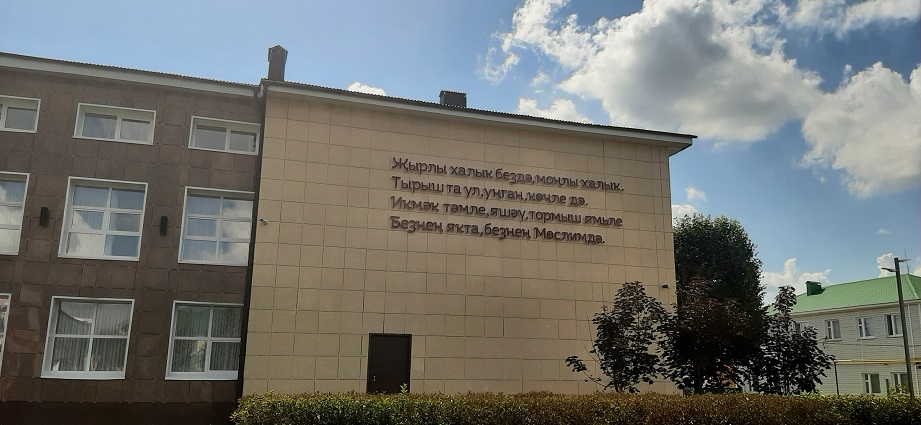 Җырлы халык бездә, моңлы халык.
Тырыш та ул, уңган, көчле дә.
Икмәк тәмле, яшәү, тормыш ямьле
Безнең якта, безнең Мөслимдә.